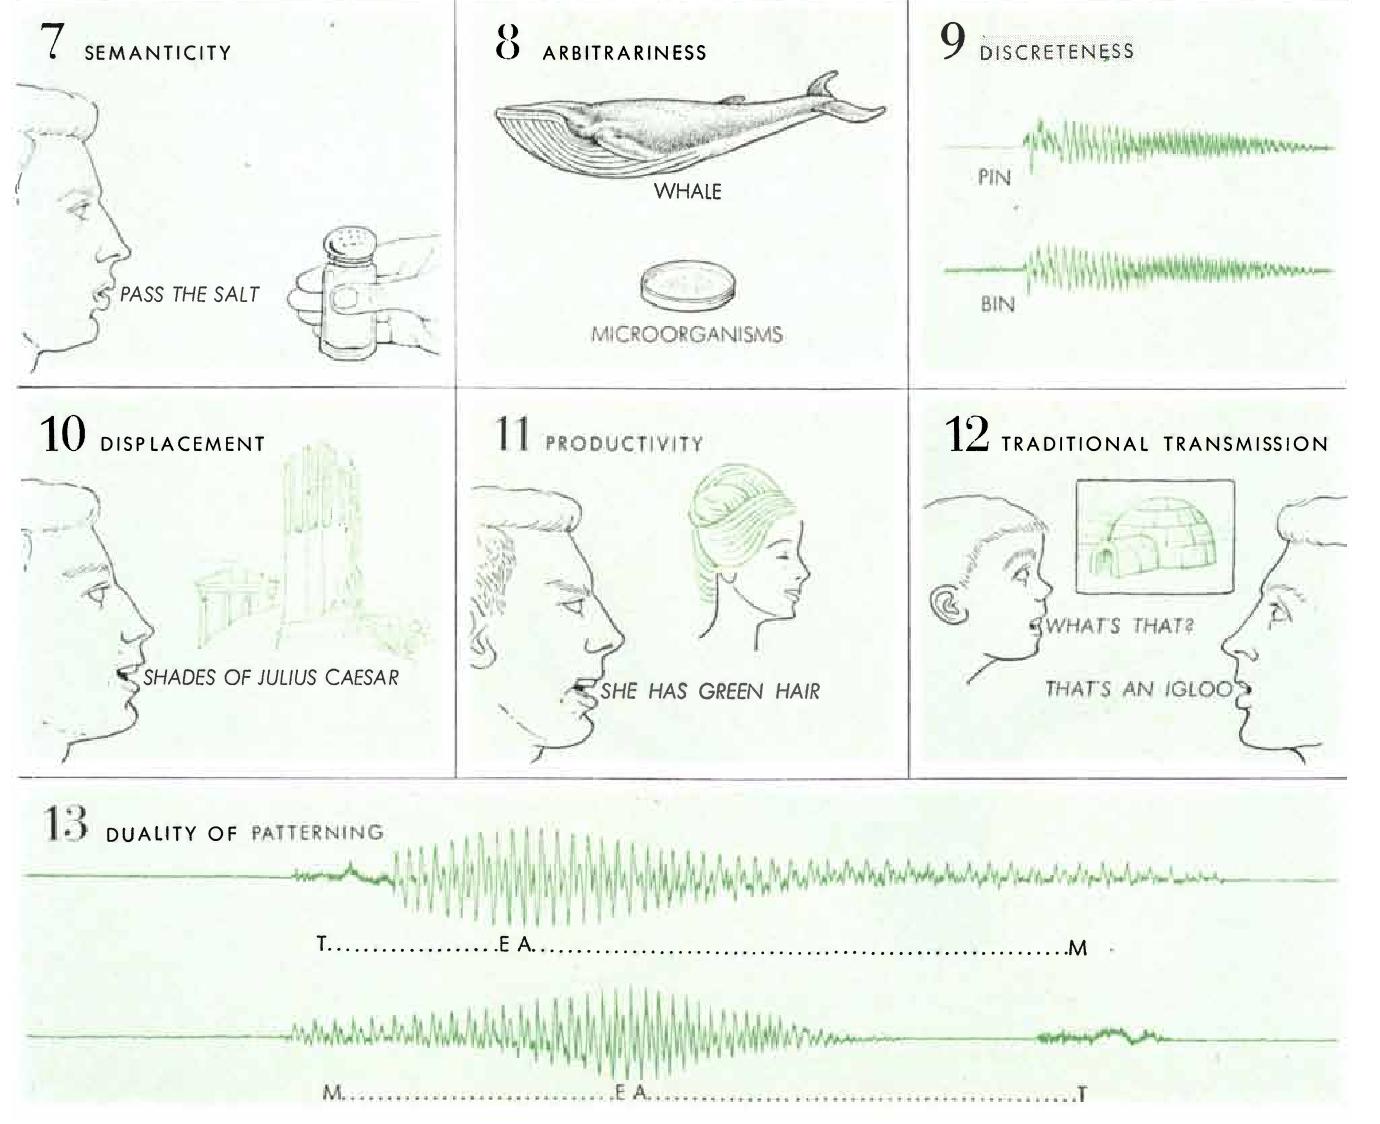 7 SEMANTICITY
PASS THE SALT
8 ARBITRARINESS
WHALE
MICROORGANISMS
9 DISCRETENESS
PIN
BIN
10 DISPLACEMENT
SHADES OF JULIUS CAESAR
11 PRODUCTIVITY
SHE HAS GREEN HAIR
12 TRADITIONAL TRANSMISSION
WHAT'S THAT?
THAT'S AN IGLOO
13 DUALITY OF PATTERNING
T..................E A............................................................M
M...............................E A................................................T